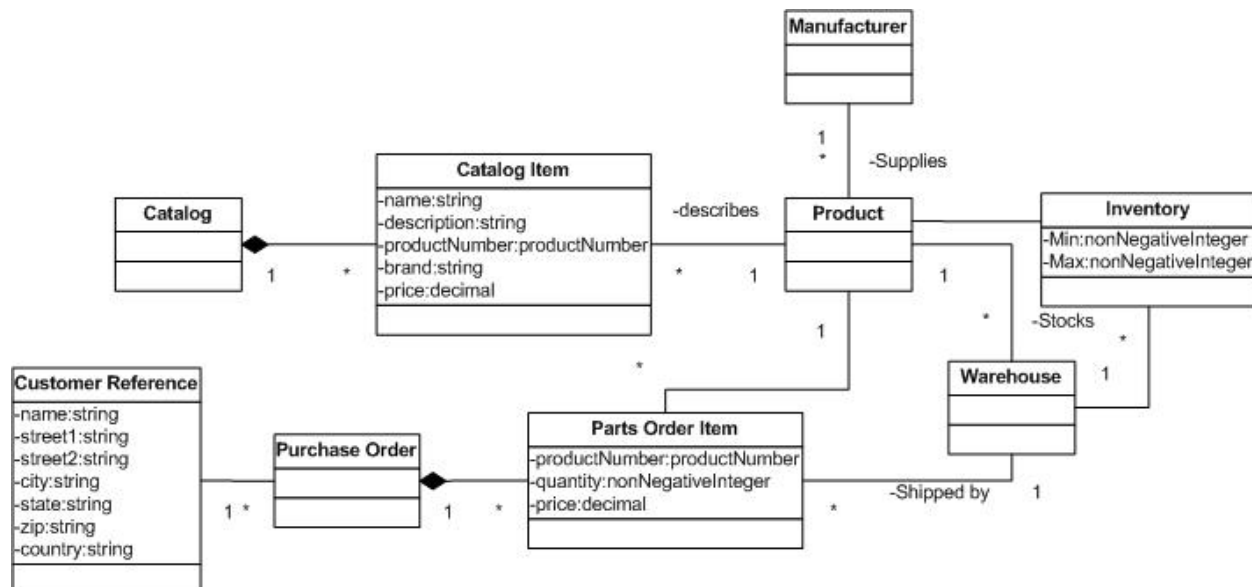 Manufacturer
1
*
-Supplies
Catalog Item
-name:string
-description:string
-productNumber:productNumber
-brand:string
-price:decimal
Catalog
1
*
-describes
*
1
Product
Inventory
-Min:nonNegativeInteger
-Max:nonNegativeInteger
1
*
-Stocks
*
1
1
*
Warehouse
Customer Reference
-name:string
-street1:string
-street2:string
-city:string
-state:string
-zip:string
-country:string
1 *
Purchase Order
1
*
Parts Order Item
-productNumber:productNumber
-quantity:nonNegativeInteger
-price:decimal
*
-Shipped by
1